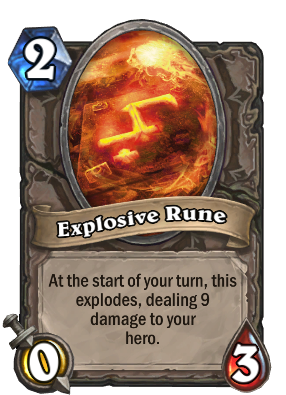 2
Explosive Rune
At the start of your turn, this
explodes, dealing 9
damage to your
hero.
0
3